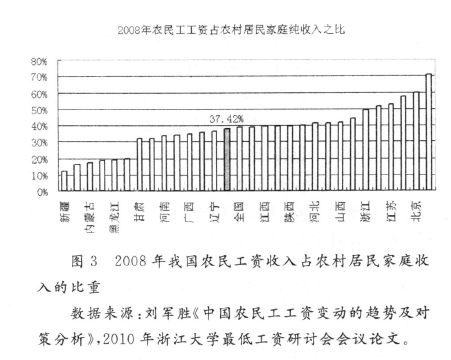 2008年农民工工资占农村居民家庭纯收入之比
80%
70%
60%
50%
40%
30%
20%
10%
0%
37.42%
新疆
内蒙古
黑龙江
甘肃
河南
广西
辽宁
全国
江西
陕西
河北
山西
浙江
江苏
北京
图 3 2008 年我国农民工资收入占农村居民家庭收
入的比重
数据来源:刘军胜《中国农民工工资变动的趋势及对
策分析》,2010 年浙江大学最低工资研讨会会议论文。